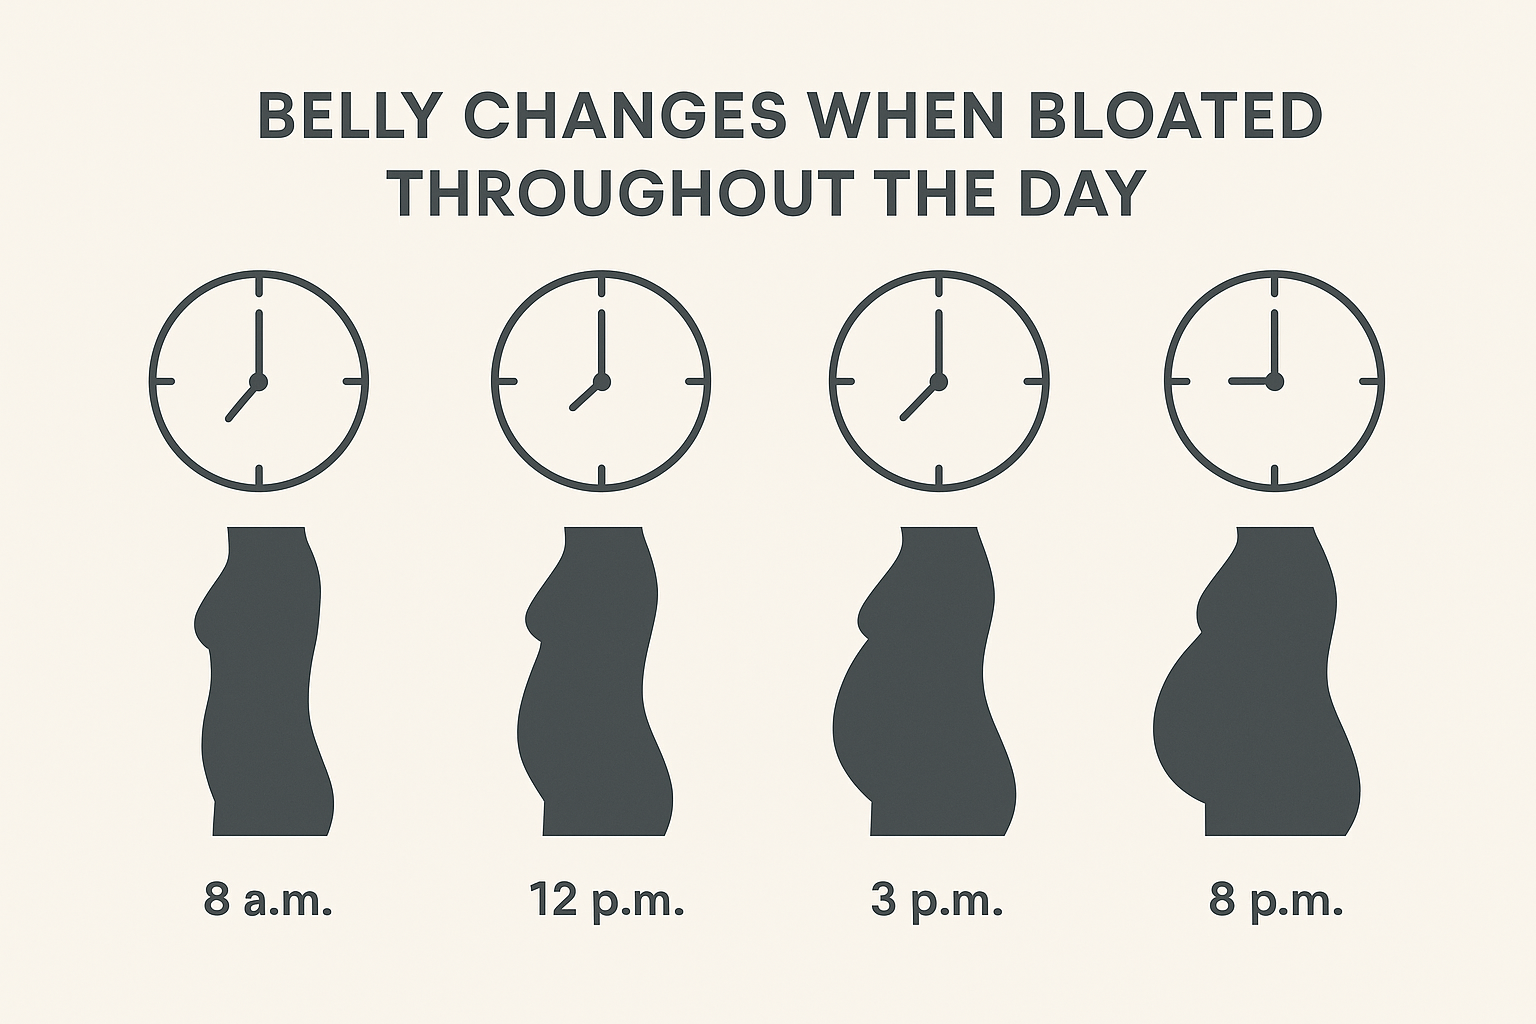 BELLY CHANGES WHEN BLOATED
THROUGHOUT THE DAY
8 a.m.
12 p.m.
3 p.m.
8 p.m.